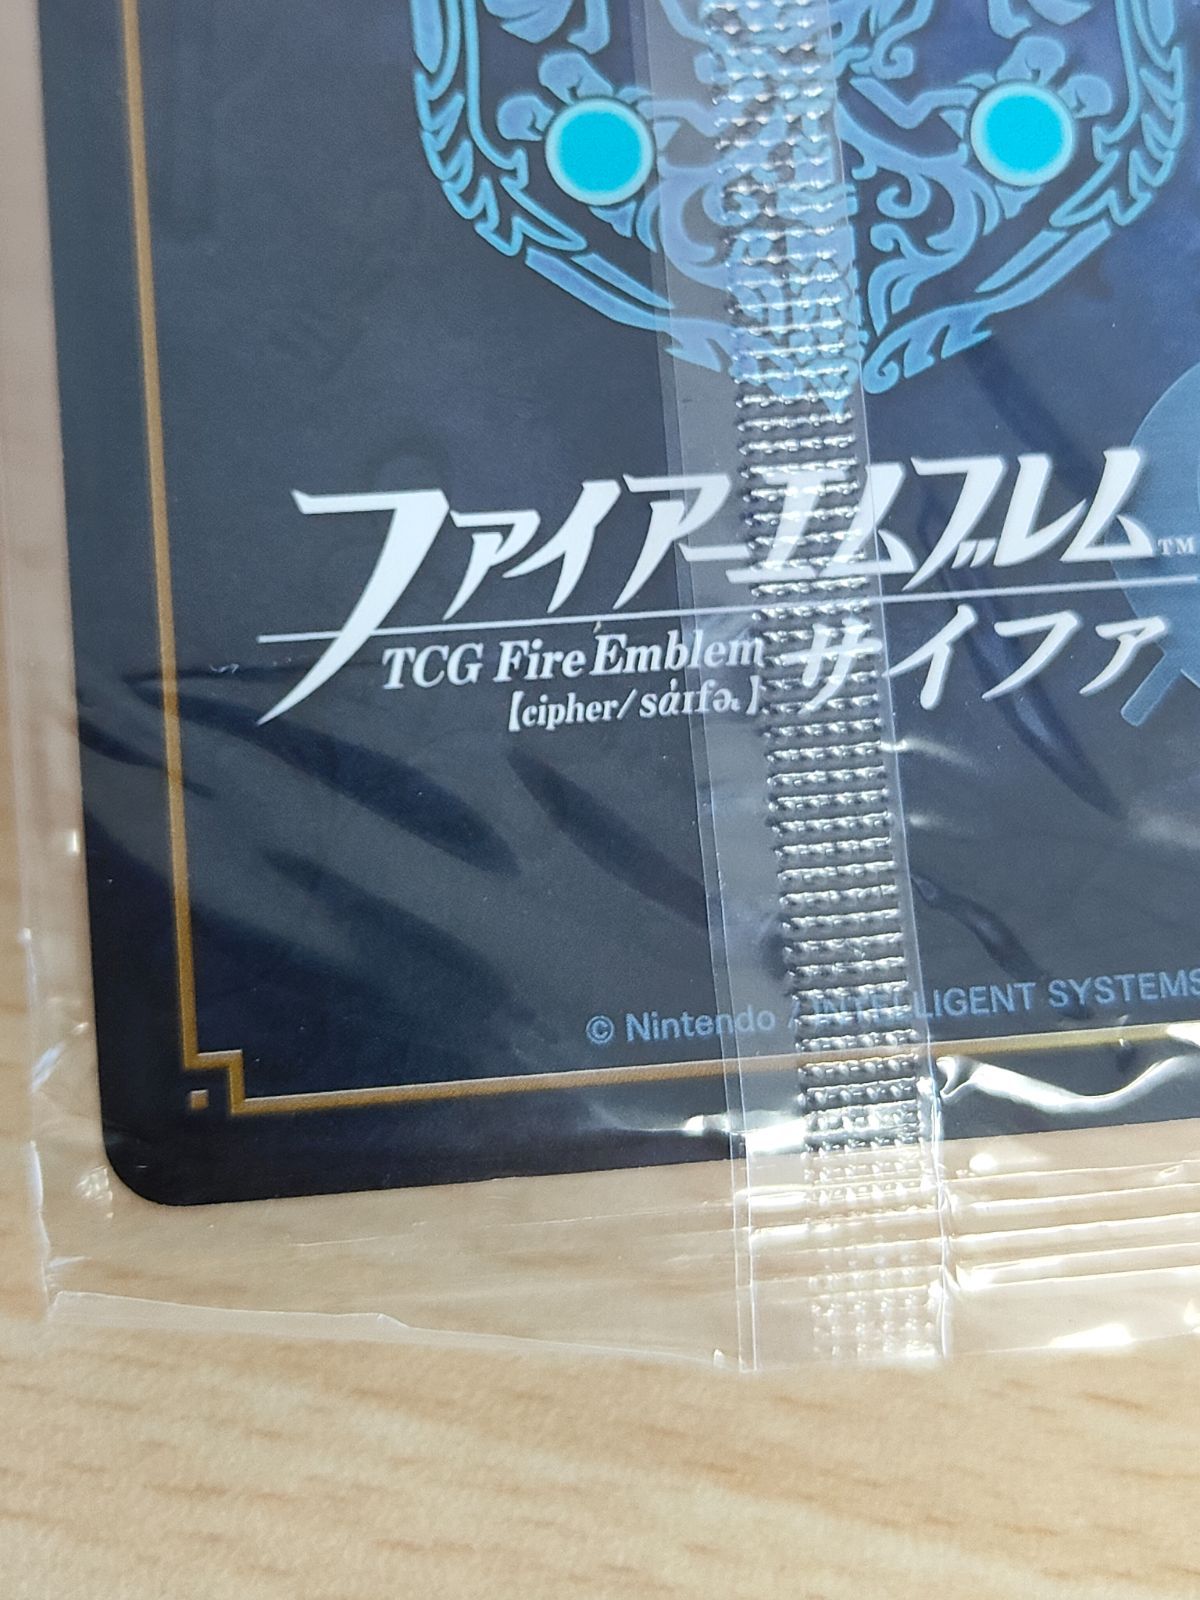 ファイアーエムブレム™
TCG Fire Emblem サイファ
【cipher/sάɪfɚ】
© Nintendo / INTELLIGENT SYSTEMS